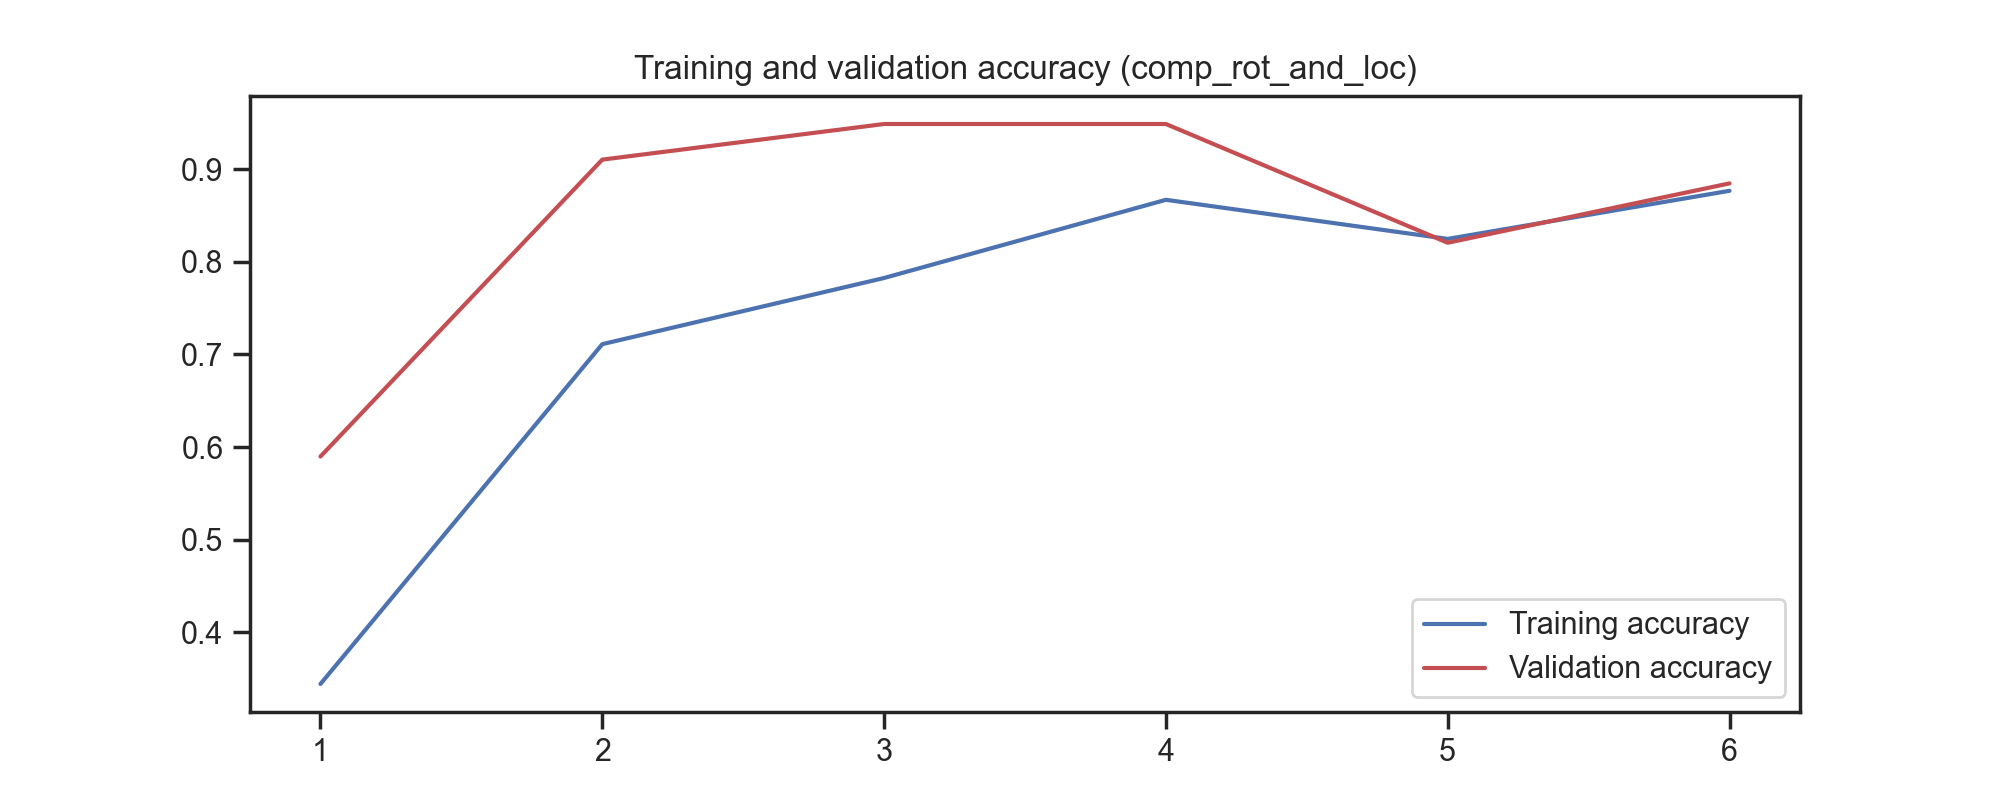 Training and validation accuracy (comp_rot_and_loc)
0.9
0.8
0.7
0.6
0.5
0.4
Training accuracy
Validation accuracy
1 2 3 4 5 6